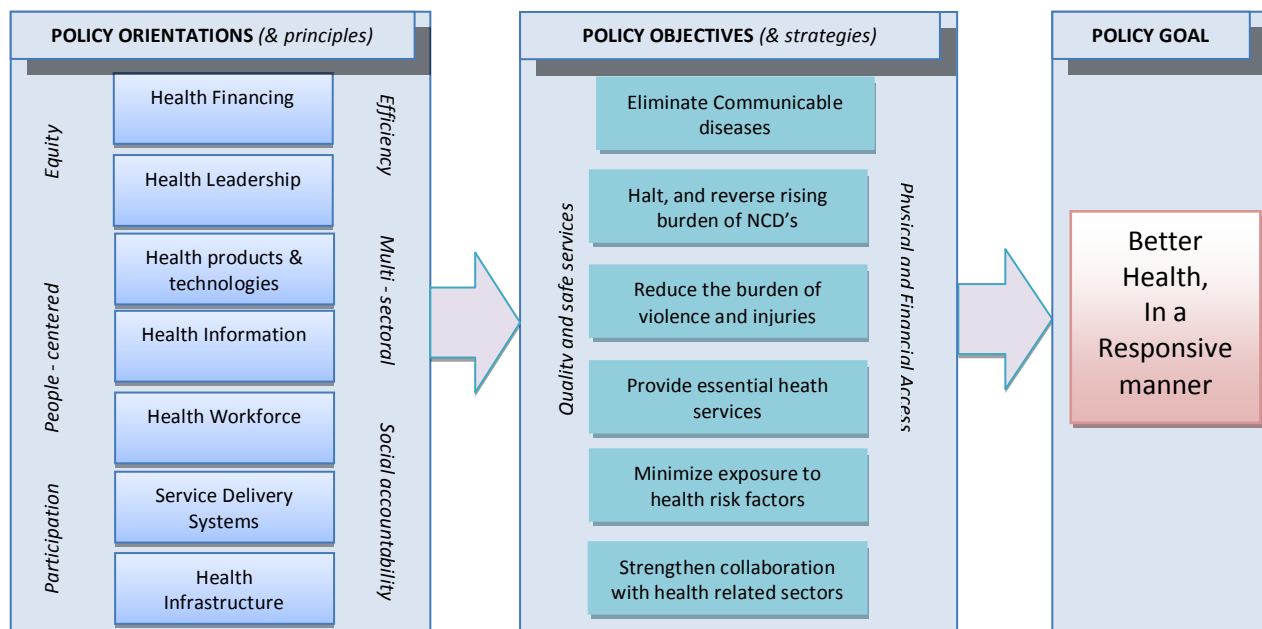 POLICY ORIENTATIONS (& principles)
Equity
People - centered
Participation
Health Financing
Health Leadership
Health products &
technologies
Health Information
Health Workforce
Service Delivery
Systems
Health
Infrastructure
Efficiency
Multi - sectoral
Social accountability
POLICY OBJECTIVES (& strategies)
Quality and safe services
Eliminate Communicable
diseases
Halt, and reverse rising
burden of NCD’s
Reduce the burden of
violence and injuries
Provide essential heath
services
Minimize exposure to
health risk factors
Strengthen collaboration
with health related sectors
Physical and Financial Access
POLICY GOAL
Better
Health,
In a
Responsive
manner